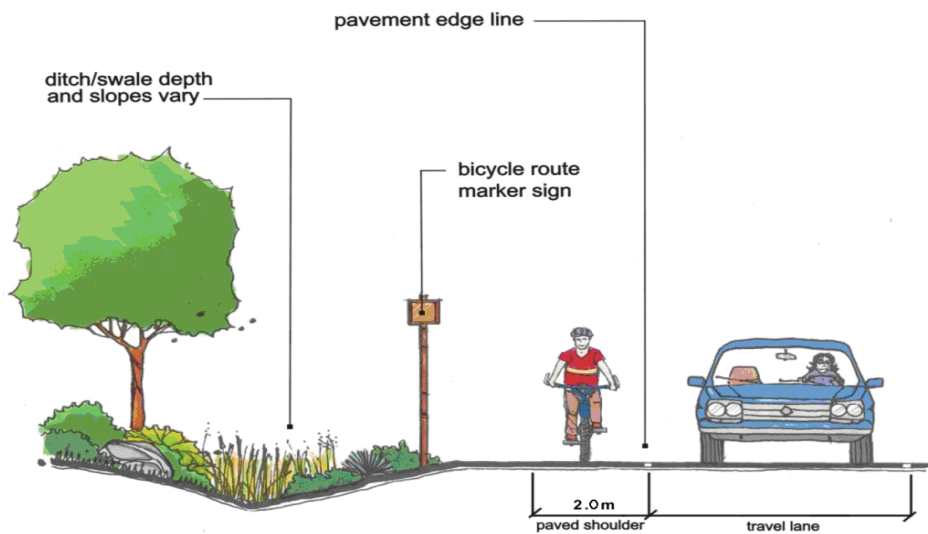 pavement edge line
ditch/swale depth
and slopes vary
bicycle route
marker sign
2.0m
paved shoulder
travel lane